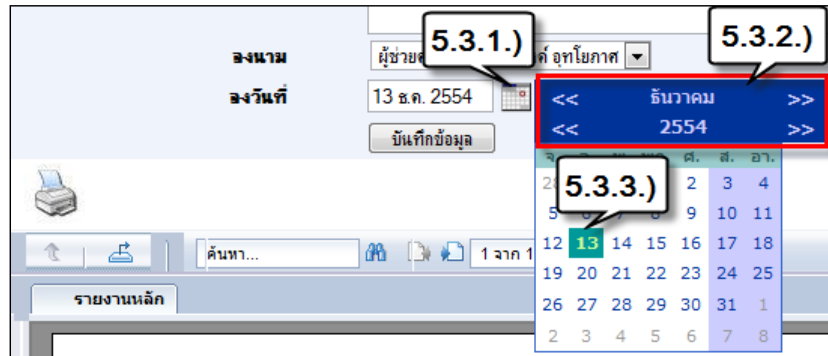 5.3.1.)
5.3.2.)
ลงนาม
ผู้ช่วย
ค์ อุทโยภาศ
ลงวันที่
13 ธ.ค. 2554
<< ธันวาคม >>
<< 2554 >>
บันทึกข้อมูล
จ. ศ. ส. อา.
5.3.3.)
2 3 4
5 9 10 11
12 13 14 15 16 17 18
19 20 21 22 23 24 25
26 27 28 29 30 31 1
2 3 4 5 6 7 8
ค้นหา...
1 จาก 1
รายงานหลัก